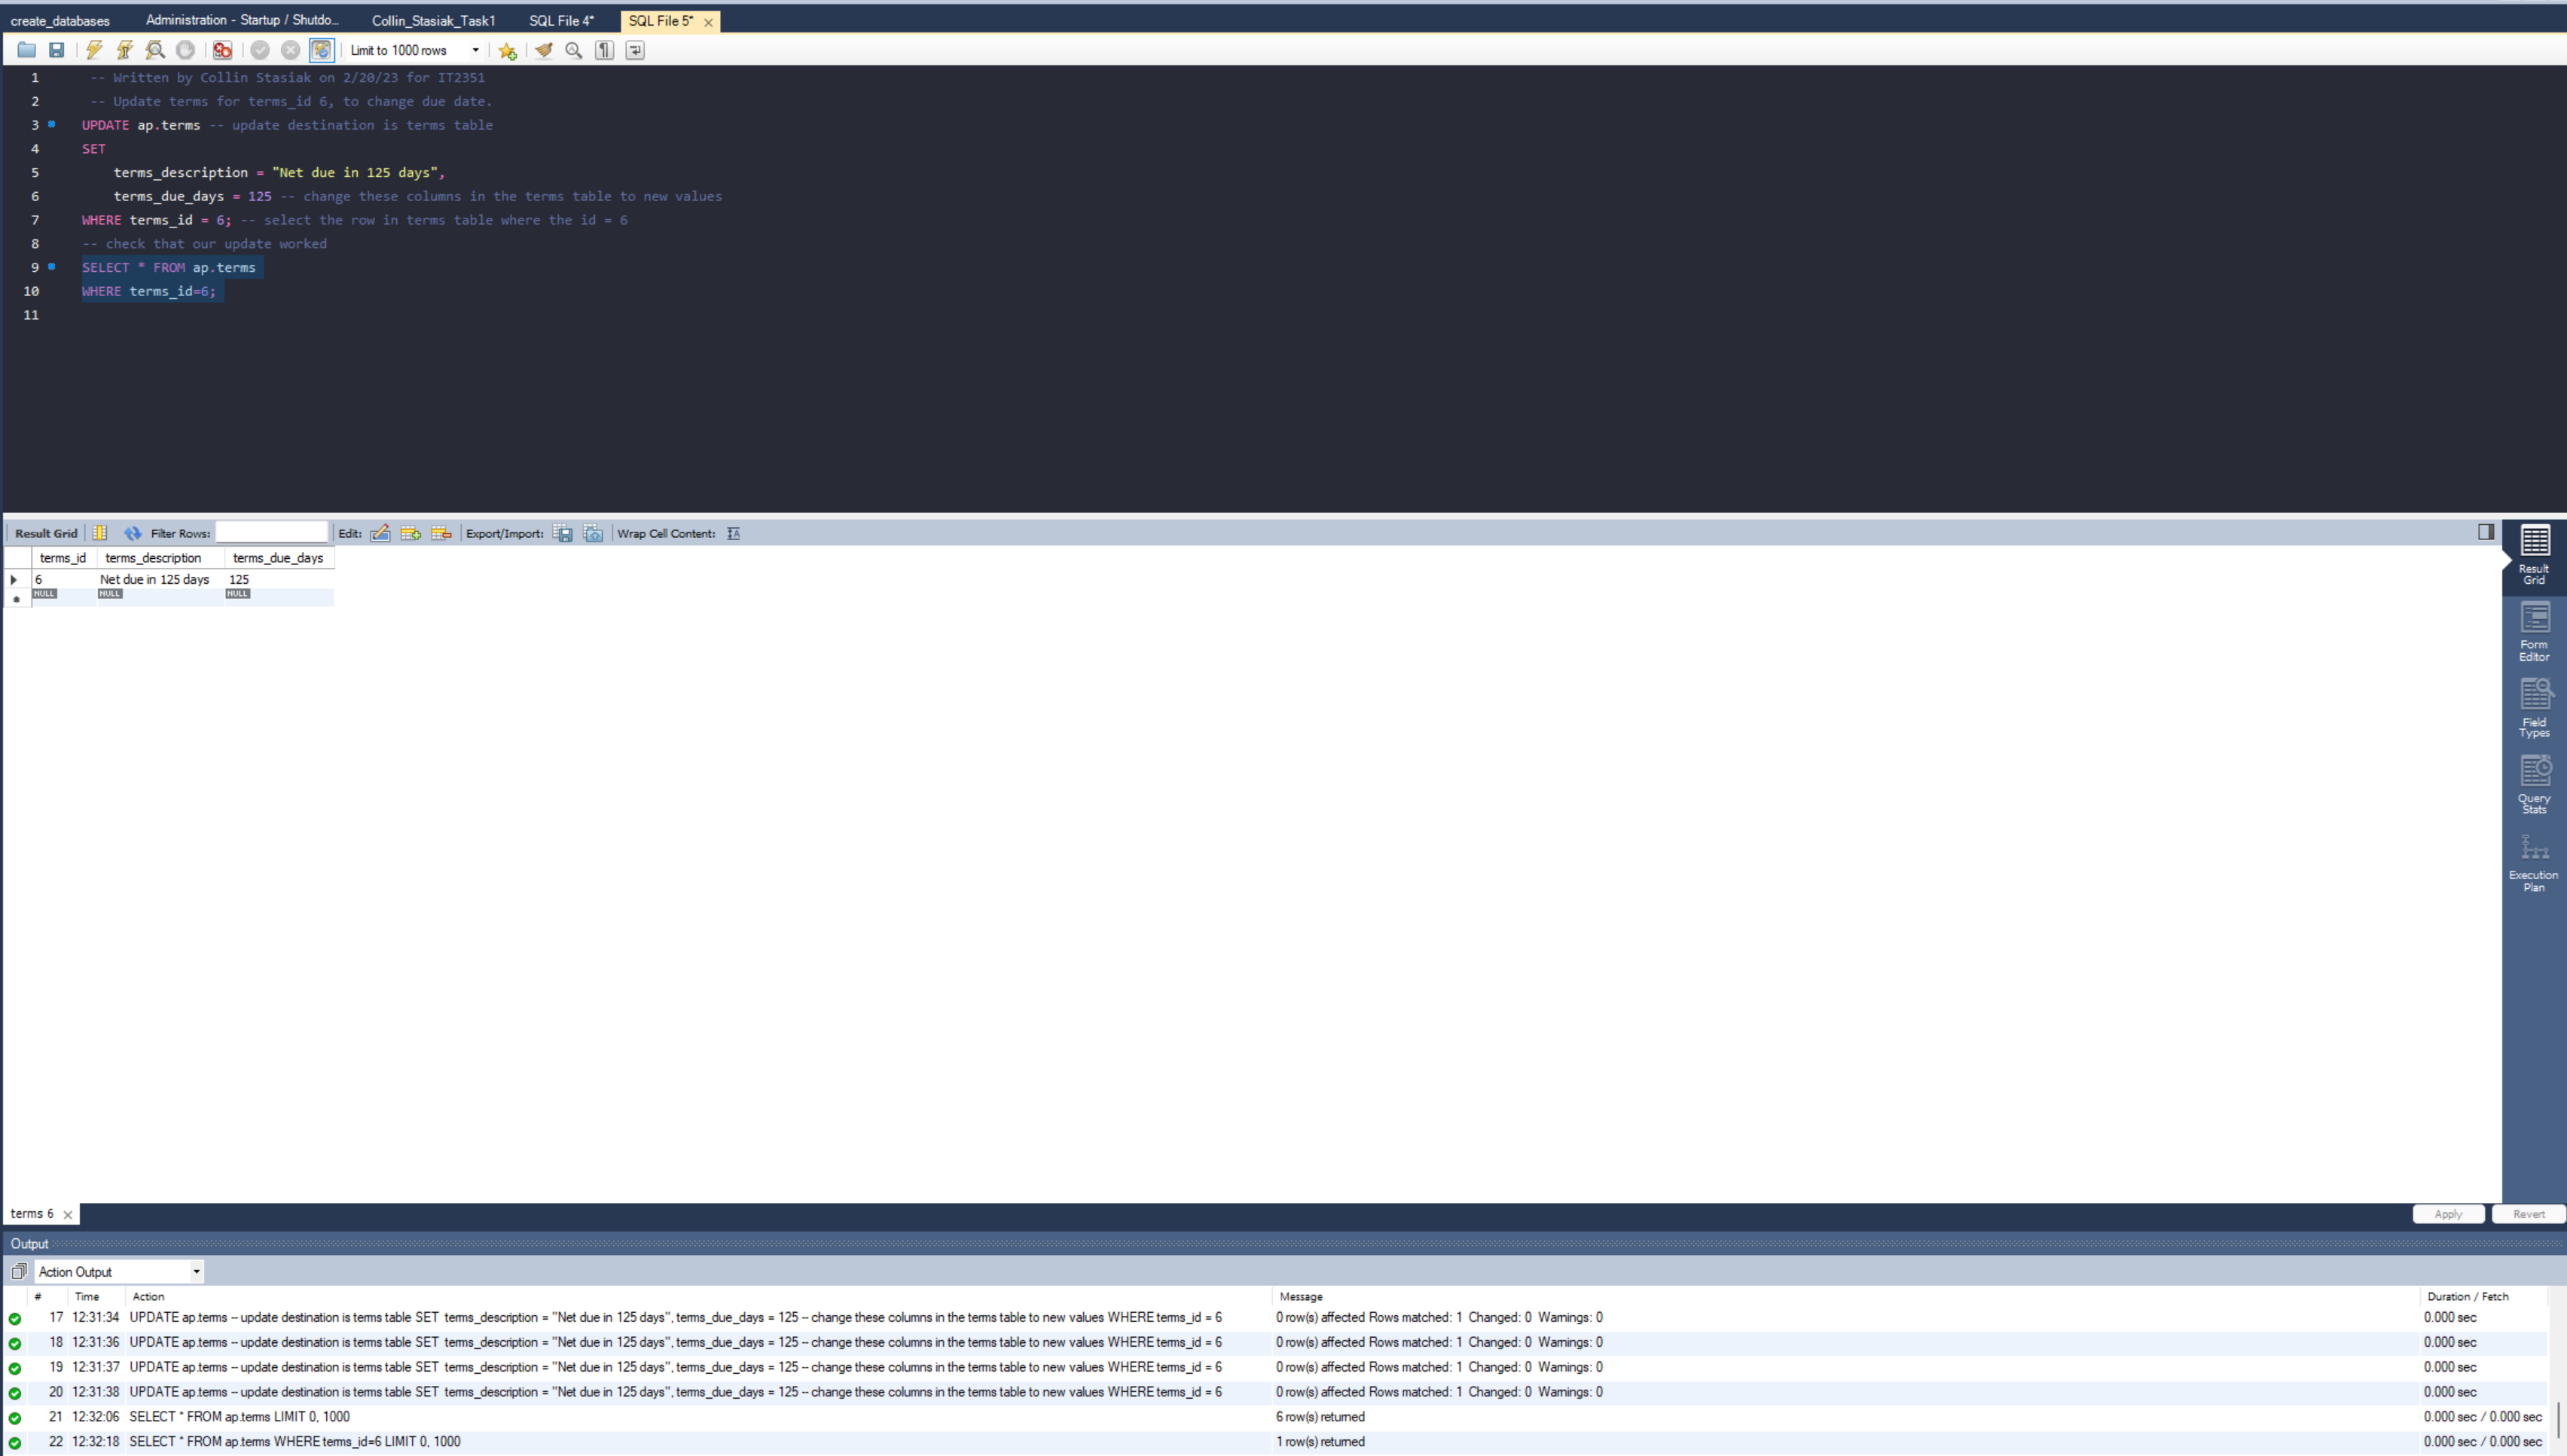 create_databases Administration - Startup / Shutdo... Collin_Stasiak_Task1 SQL File 4* SQL File 5* ×
Limit to 1000 rows
1 -- Written by Collin Stasiak on 2/20/23 for IT2351
2 -- Update terms for terms_id 6, to change due date.
3 UPDATE ap.terms -- update destination is terms table
4 SET
5 terms_description = "Net due in 125 days",
6 terms_due_days = 125 -- change these columns in the terms table to new values
7 WHERE terms_id = 6; -- select the row in terms table where the id = 6
8 -- check that our update worked
9 SELECT * FROM ap.terms
10 WHERE terms_id=6;
11
Result Grid Filter Rows: Edit: Export/Import: Wrap Cell Content:
terms_id terms_description terms_due_days
6 Net due in 125 days 125
NULL NULL NULL
Result
Grid
Form
Editor
Field
Types
Query
Stats
Execution
Plan
terms 6 × Apply Revert
Output
Action Output
# Time Action Message Duration / Fetch
17 12:31:34 UPDATE ap.terms -- update destination is terms table SET terms_description = "Net due in 125 days", terms_due_days = 125 -- change these columns in the terms table to new values WHERE terms_id = 6 0 row(s) affected Rows matched: 1 Changed: 0 Warnings: 0 0.000 sec
18 12:31:36 UPDATE ap.terms -- update destination is terms table SET terms_description = "Net due in 125 days", terms_due_days = 125 -- change these columns in the terms table to new values WHERE terms_id = 6 0 row(s) affected Rows matched: 1 Changed: 0 Warnings: 0 0.000 sec
19 12:31:37 UPDATE ap.terms -- update destination is terms table SET terms_description = "Net due in 125 days", terms_due_days = 125 -- change these columns in the terms table to new values WHERE terms_id = 6 0 row(s) affected Rows matched: 1 Changed: 0 Warnings: 0 0.000 sec
20 12:31:38 UPDATE ap.terms -- update destination is terms table SET terms_description = "Net due in 125 days", terms_due_days = 125 -- change these columns in the terms table to new values WHERE terms_id = 6 0 row(s) affected Rows matched: 1 Changed: 0 Warnings: 0 0.000 sec
21 12:32:06 SELECT * FROM ap.terms LIMIT 0, 1000 6 row(s) returned 0.000 sec / 0.000 sec
22 12:32:18 SELECT * FROM ap.terms WHERE terms_id=6 LIMIT 0, 1000 1 row(s) returned 0.000 sec / 0.000 sec